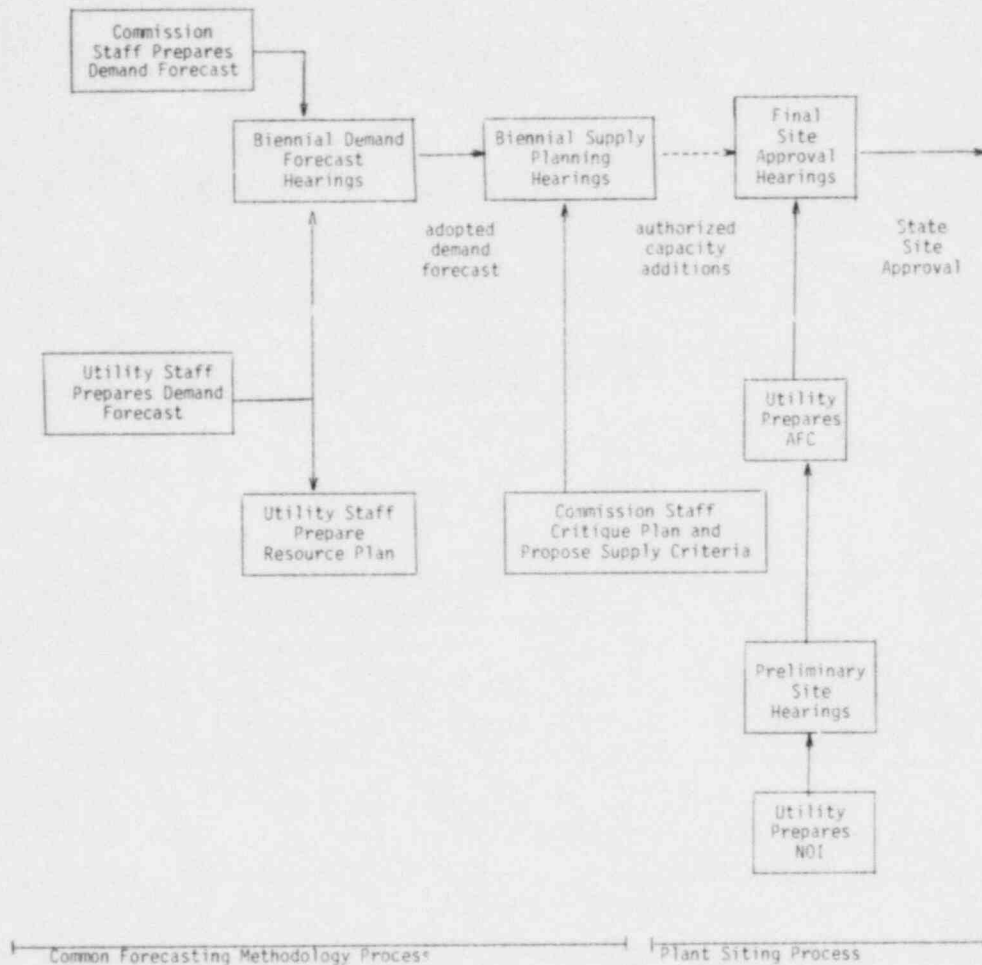 Commission
Staff Prepares
Demand Forecast
Biennial Demand
Forecast
Hearings
Biennial Supply
Planning
Hearings
Final
Site
Approval
Hearings
adopted
demand
forecast
authorized
capacity
additions
State
Site
Approval
Utility Staff
Prepares Demand
Forecast
Utility
Prepares
AFC
Utility Staff
Prepare
Resource Plan
Commission Staff
Critique Plan and
Propose Supply Criteria
Preliminary
Site
Hearings
Utility
Prepares
NOI
Common Forecasting Methodology Process
Plant Siting Process